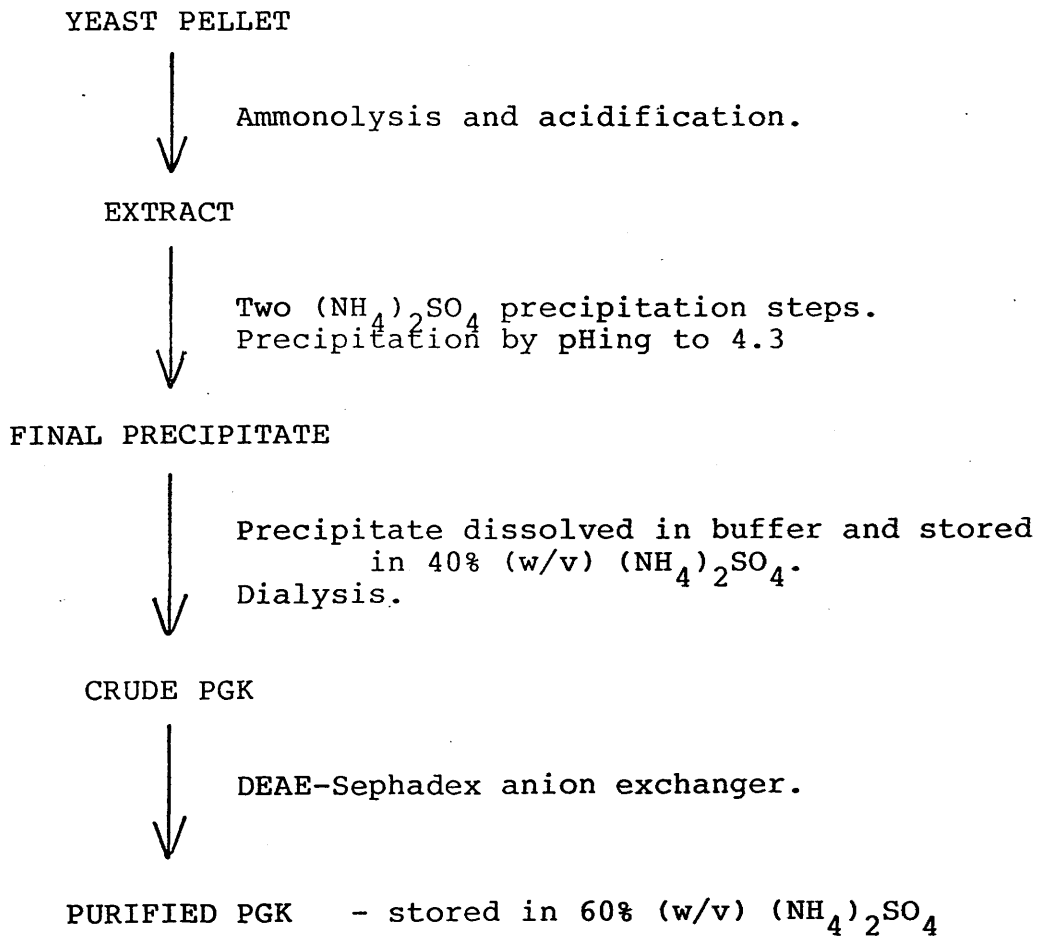 YEAST PELLET
Ammonolysis and acidification.
EXTRACT
Two (NH4)2SO4 precipitation steps.
Precipitation by pHing to 4.3
FINAL PRECIPITATE
Precipitate dissolved in buffer and stored
in 40% (w/v) (NH4)2SO4.
Dialysis.
CRUDE PGK
DEAE-Sephadex anion exchanger.
PURIFIED PGK - stored in 60% (w/v) (NH4)2SO4